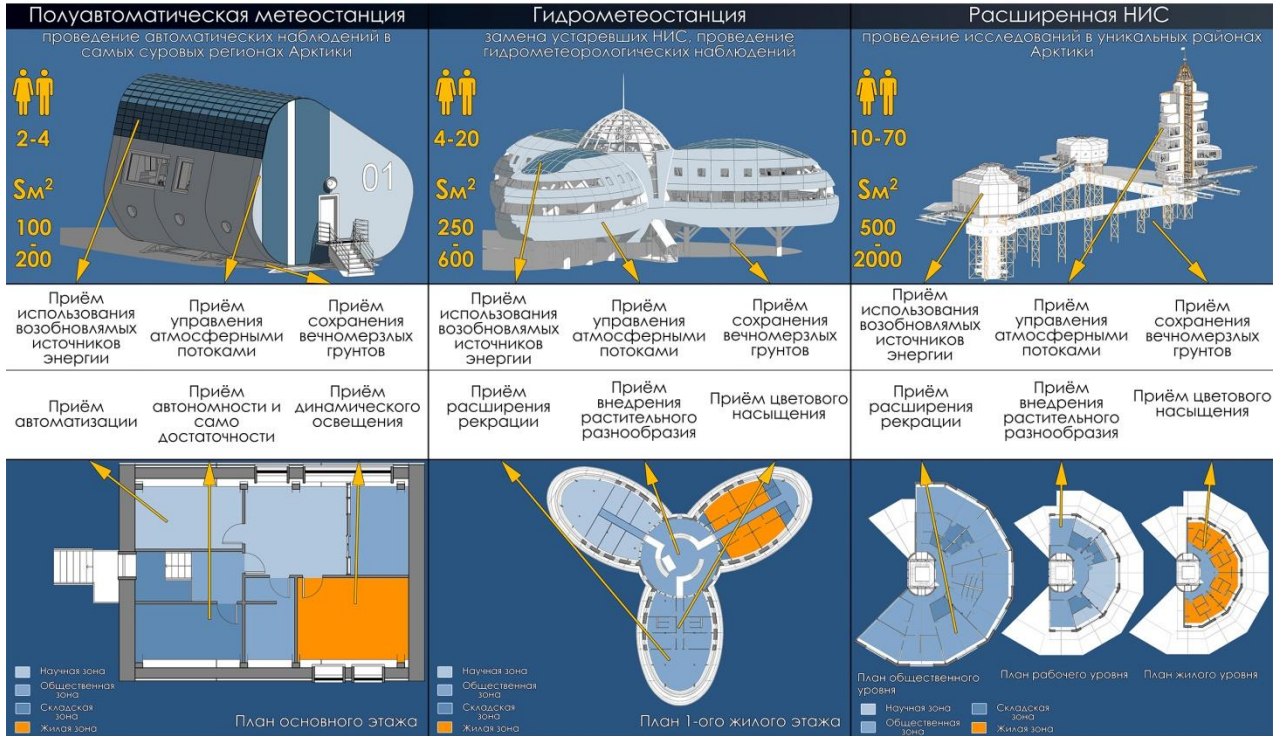 Полуавтоматическая метеостанция
проведение автоматических наблюдений в
самых суровых регионах Арктики
2-4
Sм²
100
-
200
01
Приём
использования
возобновлямых
источников
энергии
Приём
управления
атмосферными
потоками
Приём
сохранения
вечномерзлых
грунтов
Приём
автоматизации
Приём
автономности и
само
достаточности
Приём
динамического
освещения
Научная зона
Общественная
зона
Складская
зона
Жилая зона
План основного этажа
Гидрометеостанция
замена устаревших НИС, проведение
гидрометеорологических наблюдений
4-20
Sм²
250
-
600
Приём
использования
возобновлямых
источников
энергии
Приём
управления
атмосферными
потоками
Приём
сохранения
вечномерзлых
грунтов
Приём
расширения
рекрации
Приём
внедрения
растительного
разнообразия
Приём цветового
насыщения
Научная зона
Общественная
зона
Складская
зона
Жилая зона
План 1-ого жилого этажа
Расширенная НИС
проведение исследований в уникальных районах
Арктики
10-70
Sм²
500
-
2000
Приём
использования
возобновлямых
источников
энергии
Приём
управления
атмосферными
потоками
Приём
сохранения
вечномерзлых
грунтов
Приём
расширения
рекрации
Приём
внедрения
растительного
разнообразия
Приём цветового
насыщения
План общественного
уровня
План рабочего уровня
План жилого уровня
Научная зона
Общественная
зона
Складская
зона
Жилая зона